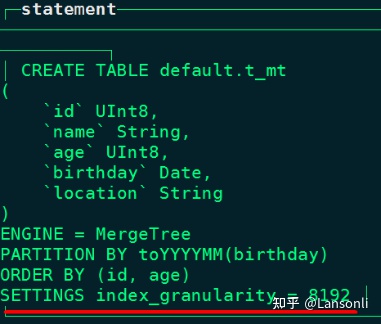 statement
CREATE TABLE default.t_mt
(
    `id` UInt8,
    `name` String,
    `age` UInt8,
    `birthday` Date,
    `location` String
)
ENGINE = MergeTree
PARTITION BY toYYYYMM(birthday)
ORDER BY (id, age)
SETTINGS index_granularity = 8192
知乎 @Lansonli